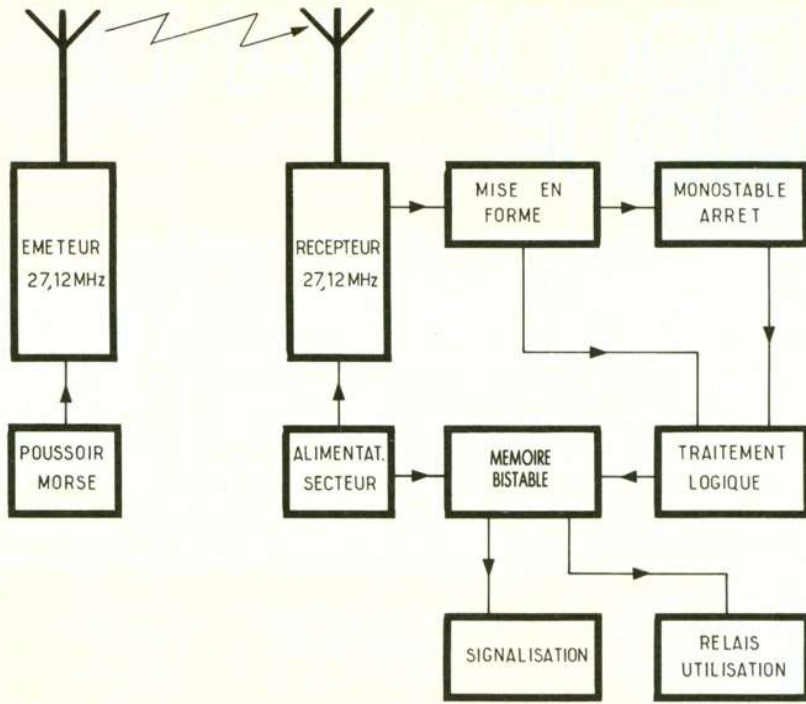 EMETEUR
27,12 MHz
RECEPTEUR
27,12 MHz
MISE EN
FORME
MONOSTABLE
ARRET
POUSSOIR
MORSE
ALIMENTAT.
SECTEUR
MEMOIRE
BISTABLE
TRAITEMENT
LOGIQUE
SIGNALISATION
RELAIS
UTILISATION